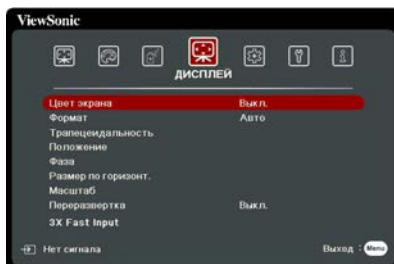 ViewSonic
ДИСПЛЕЙ
Цвет экрана Выкл.
Формат Авто
Трапецеидальность
Положение
Фаза
Размер по горизонт.
Масштаб
Переразвертка Выкл.
3X Fast Input
Нет сигнала Выход : Menu